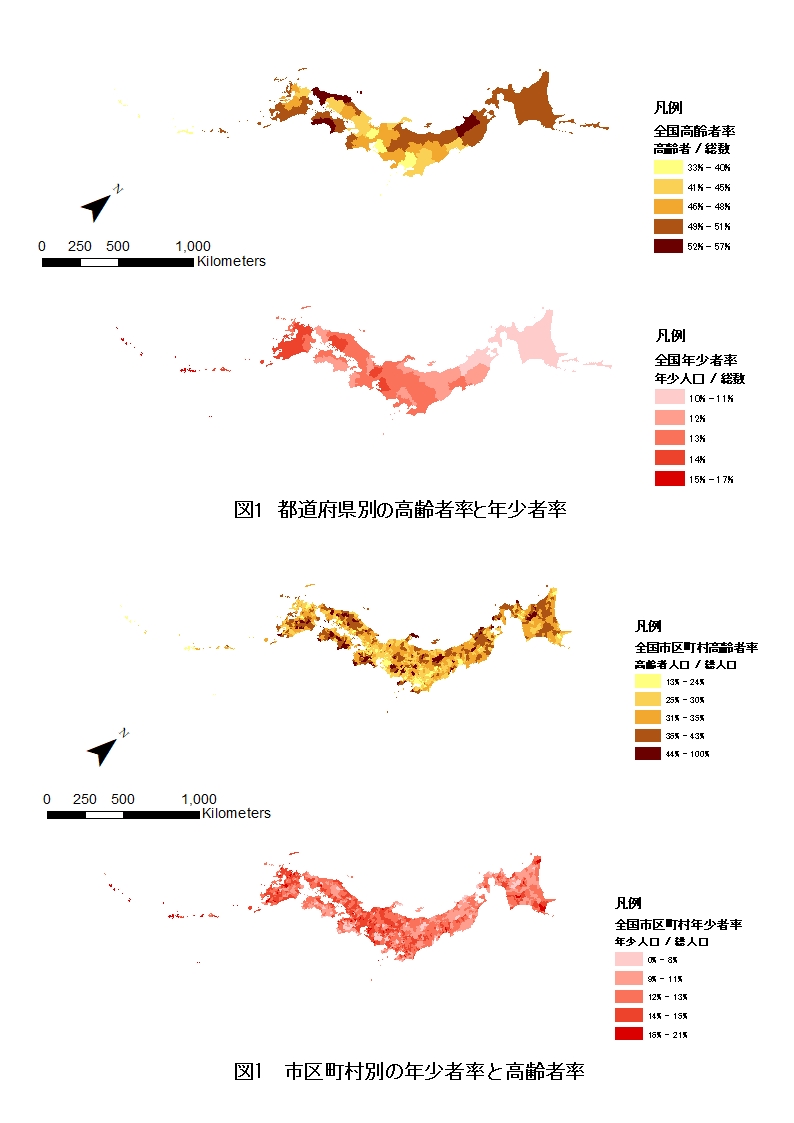 凡例
全国高齢者率
高齢者 / 総数
33% - 40%
41% - 45%
46% - 48%
49% - 51%
52% - 57%
N
0 250 500 1,000
Kilometers
凡例
全国年少者率
年少人口 / 総数
10% - 11%
12%
13%
14%
15% - 17%
図1 都道府県別の高齢者率と年少者率
凡例
全国市区町村高齢者率
高齢者人口 / 総人口
13% - 24%
25% - 30%
31% - 35%
36% - 43%
44% - 100%
N
0 250 500 1,000
Kilometers
凡例
全国市区町村年少者率
年少人口 / 総人口
0% - 8%
9% - 11%
12% - 13%
14% - 15%
16% - 21%
図1 市区町村別の年少者率と高齢者率